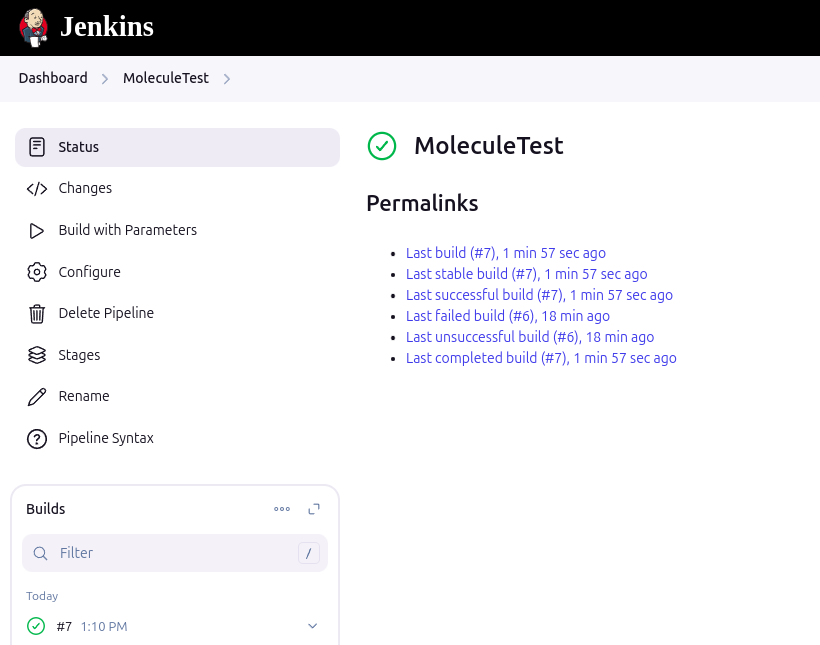 Jenkins
Dashboard > MoleculeTest >
Status
Changes
Build with Parameters
Configure
Delete Pipeline
Stages
Rename
Pipeline Syntax
Builds
Filter /
Today
#7 1:10 PM
MoleculeTest
Permalinks
• Last build (#7), 1 min 57 sec ago
• Last stable build (#7), 1 min 57 sec ago
• Last successful build (#7), 1 min 57 sec ago
• Last failed build (#6), 18 min ago
• Last unsuccessful build (#6), 18 min ago
• Last completed build (#7), 1 min 57 sec ago